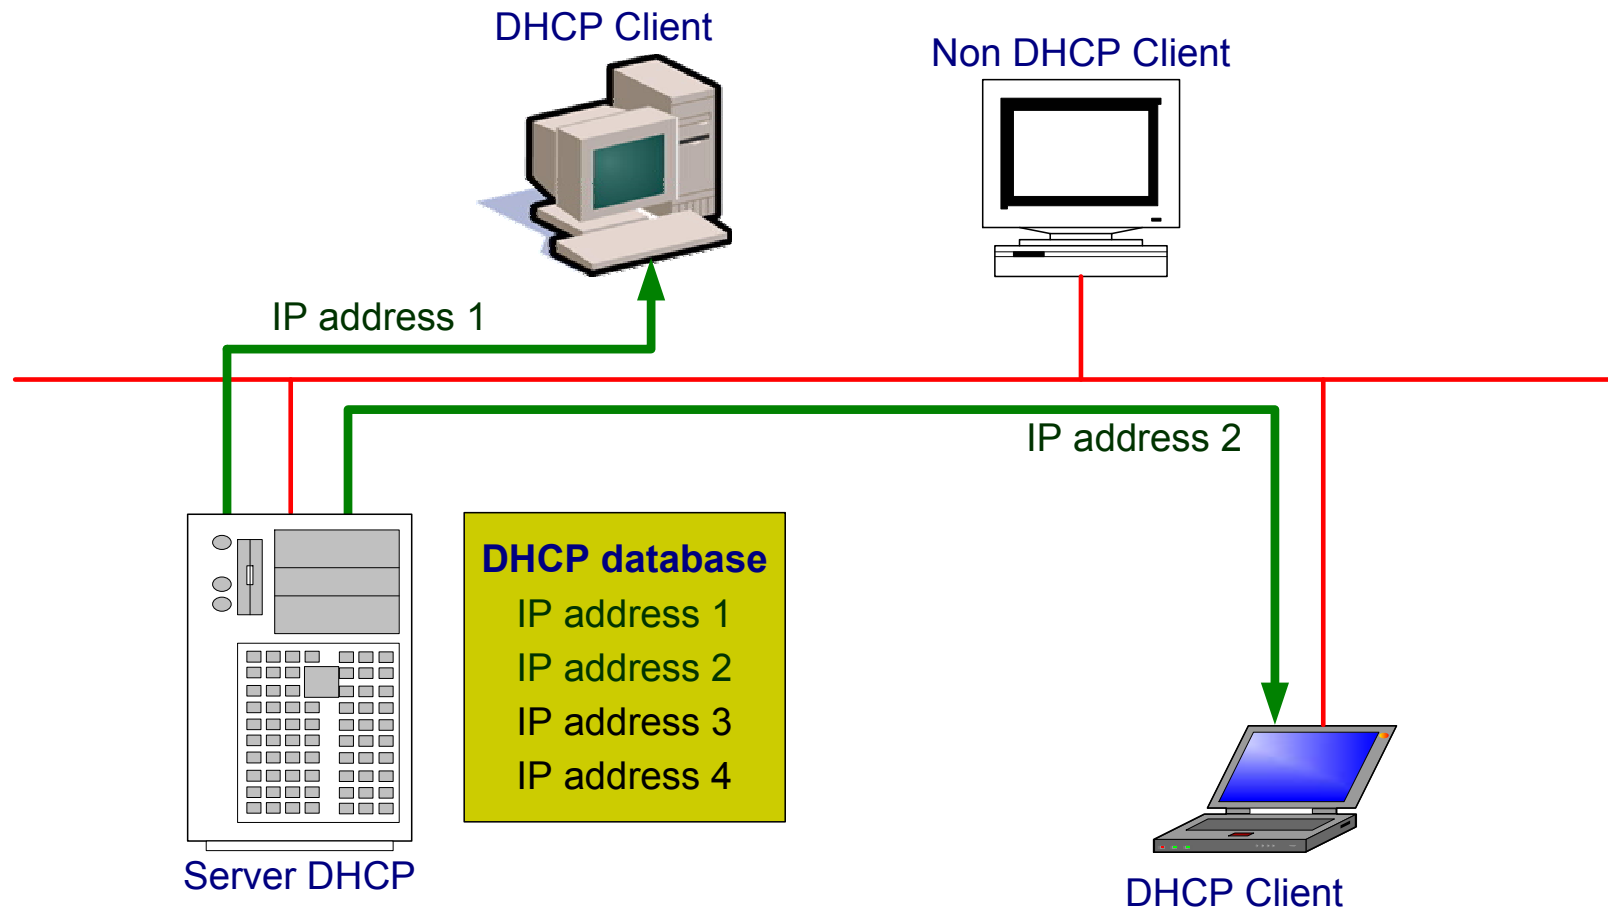 DHCP Client
Non DHCP Client
IP address 1
IP address 2
DHCP database
IP address 1
IP address 2
IP address 3
IP address 4
Server DHCP
DHCP Client